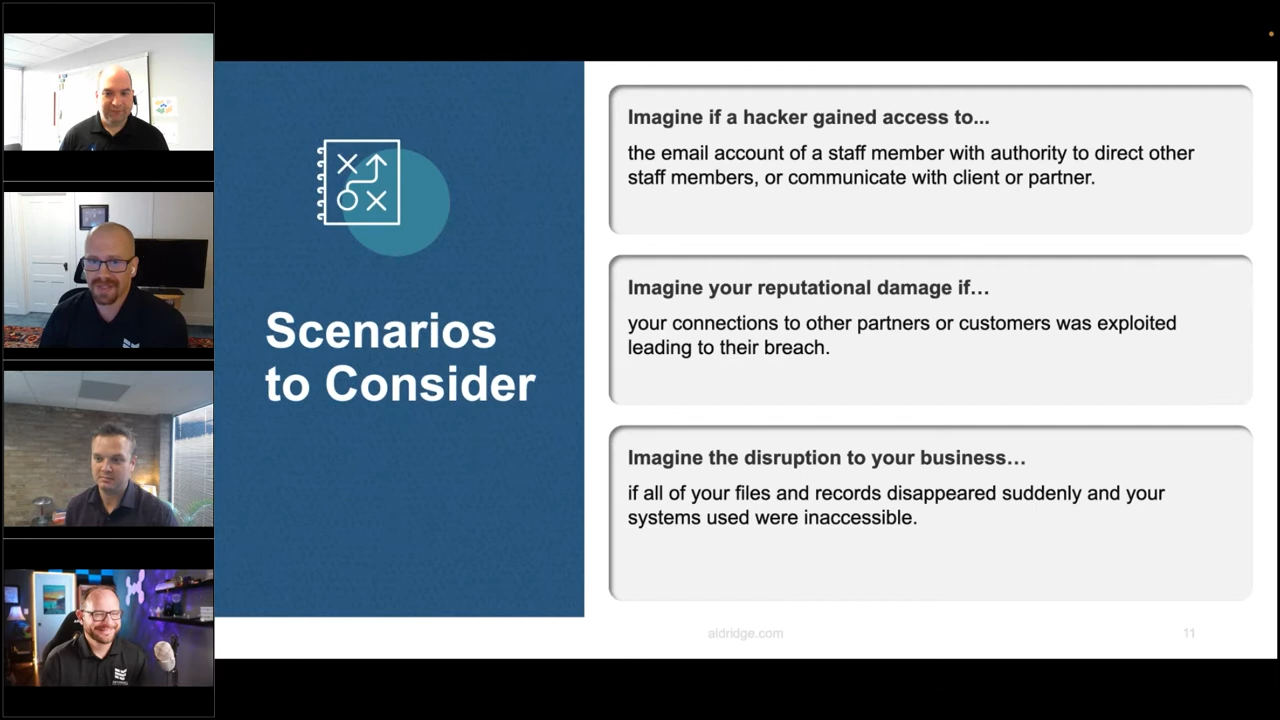 Scenarios
to Consider
Imagine if a hacker gained access to...
the email account of a staff member with authority to direct other
staff members, or communicate with client or partner.
Imagine your reputational damage if…
your connections to other partners or customers was exploited
leading to their breach.
Imagine the disruption to your business…
if all of your files and records disappeared suddenly and your
systems used were inaccessible.
aldridge.com
11